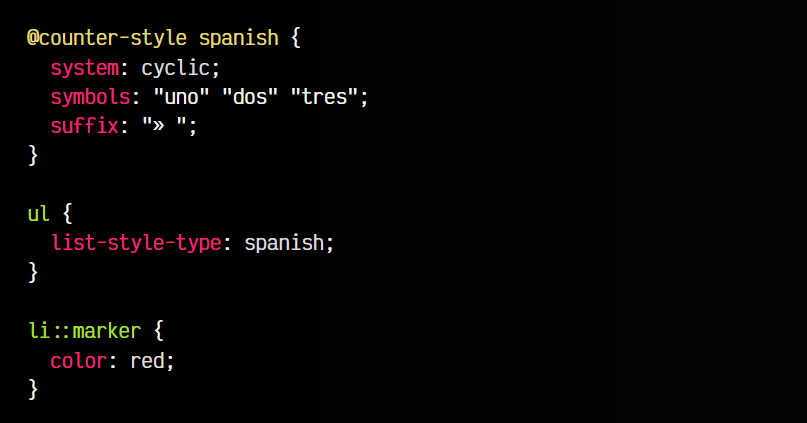 @counter-style spanish {
  system: cyclic;
  symbols: "uno" "dos" "tres";
  suffix: "» ";
}
ul {
  list-style-type: spanish;
}
li::marker {
  color: red;
}